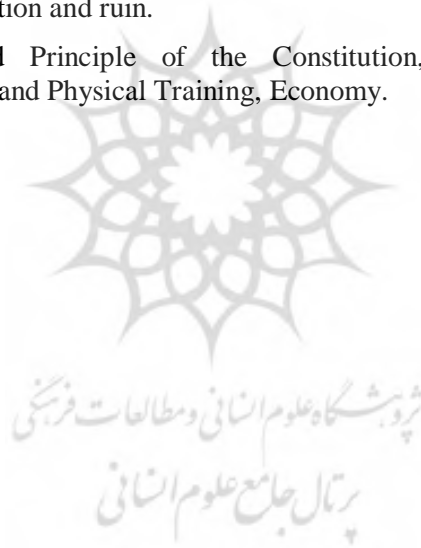 tion and ruin.
Principle of the Constitution,
and Physical Training, Economy.
پژوهشگاه علوم انسانی و مطالعات فرهنگی
پرتال جامع علوم انسانی